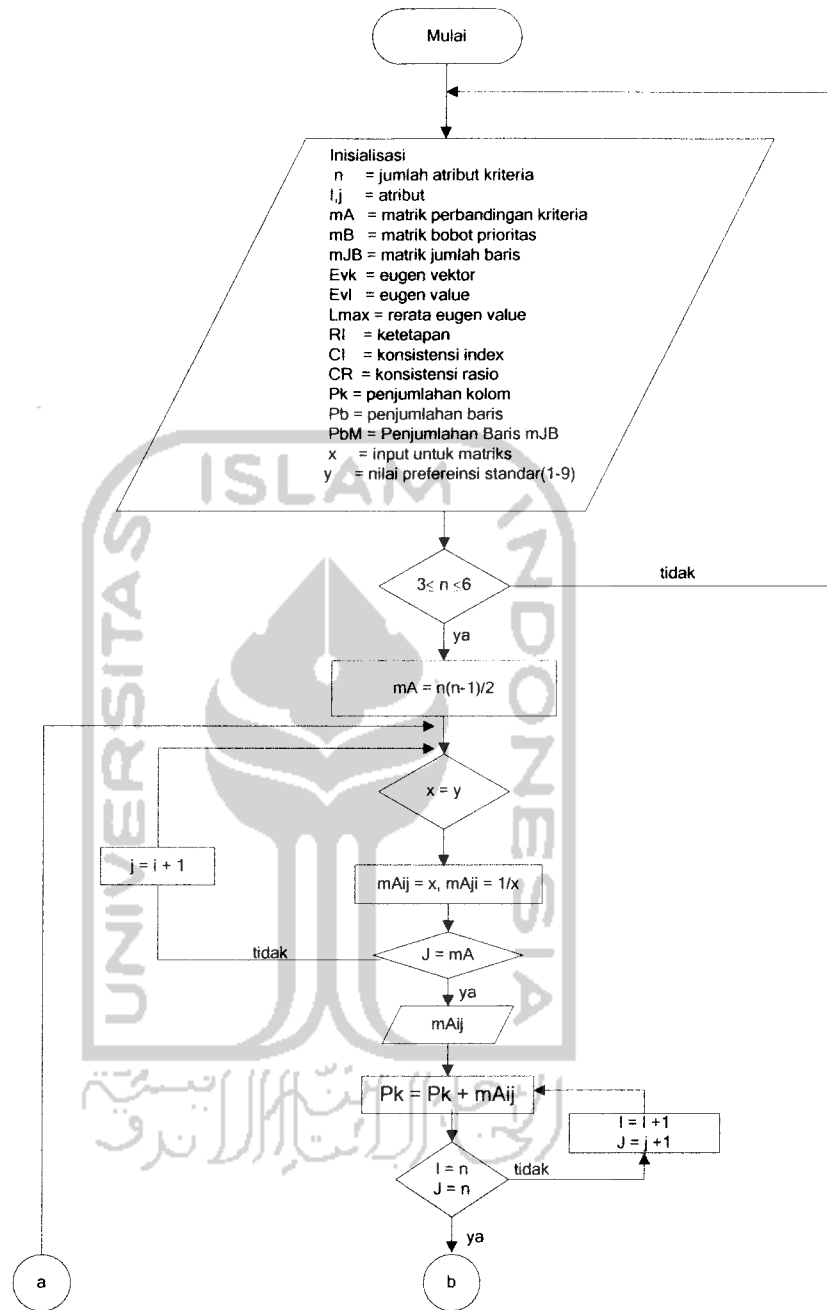 Mulai
Inisialisasi
n = jumlah atribut kriteria
I,j = atribut
mA = matrik perbandingan kriteria
mB = matrik bobot prioritas
mJB = matrik jumlah baris
Evk = eugen vektor
Evl = eugen value
Lmax = rerata eugen value
RI = ketetapan
CI = konsistensi index
CR = konsistensi rasio
Pk = penjumlahan kolom
Pb = penjumlahan baris
PbM = Penjumlahan Baris mJB
x = input untuk matriks
y = nilai prefereinsi standar(1-9)
3≤ n ≤6
tidak
ya
mA = n(n-1)/2
x = y
j = i + 1
mAij = x, mAji = 1/x
tidak
J = mA
ya
mAij
Pk = Pk + mAij
I = I +1
J = j +1
I = n
J = n
tidak
ya
a
b
UNIVERSITAS
ISLAM
INDONESIA